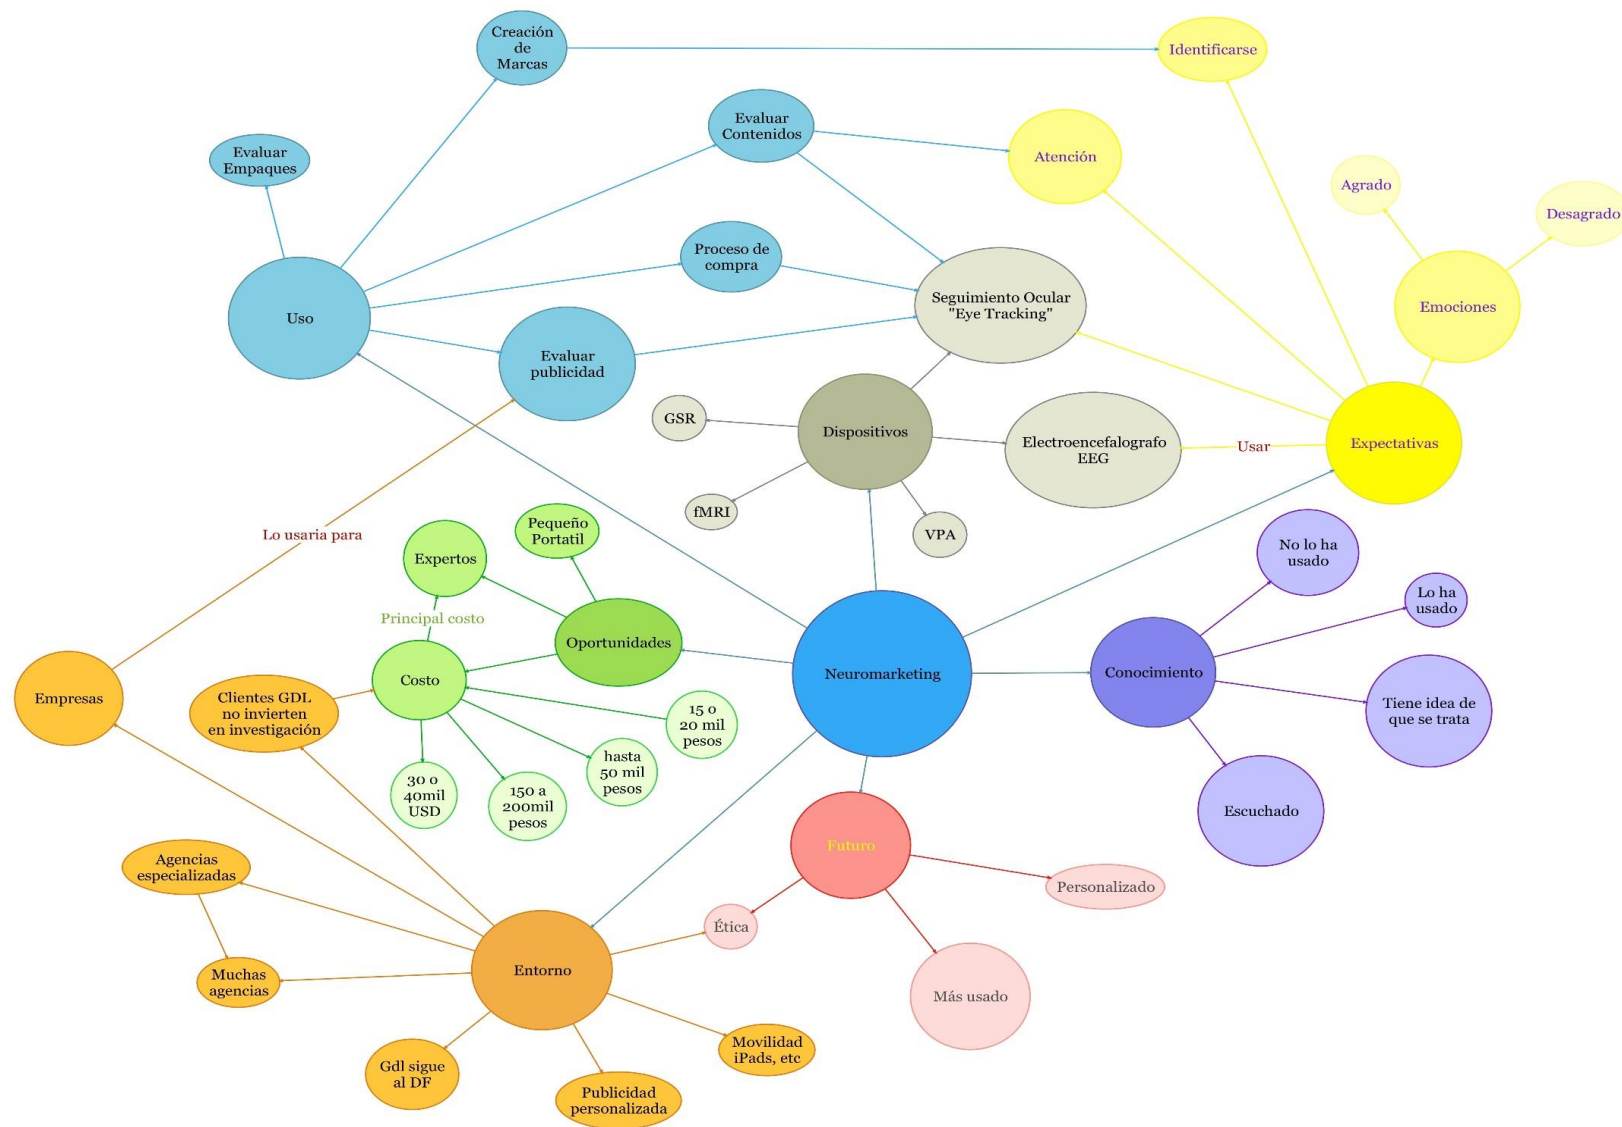 Creación
de
Marcas
Identificarse
Evaluar
Contenidos
Atención
Evaluar
Empaques
Agrado
Desagrado
Proceso de
compra
Seguimiento Ocular
"Eye Tracking"
Emociones
Uso
Evaluar
publicidad
GSR
Dispositivos
Electroencefalografo
EEG
Usar
Expectativas
fMRI
VPA
Lo usaria para
Pequeño
Portatil
Expertos
No lo ha
usado
Lo ha
usado
Principal costo
Oportunidades
Neuromarketing
Conocimiento
Empresas
Clientes GDL
no invierten
en investigación
Costo
Tiene idea de
que se trata
15 o
20 mil
pesos
hasta
50 mil
pesos
30 o
40mil
USD
150 a
200mil
pesos
Escuchado
Futuro
Agencias
especializadas
Personalizado
Ética
Entorno
Muchas
agencias
Más usado
Movilidad
iPads, etc
Gdl sigue
al DF
Publicidad
personalizada